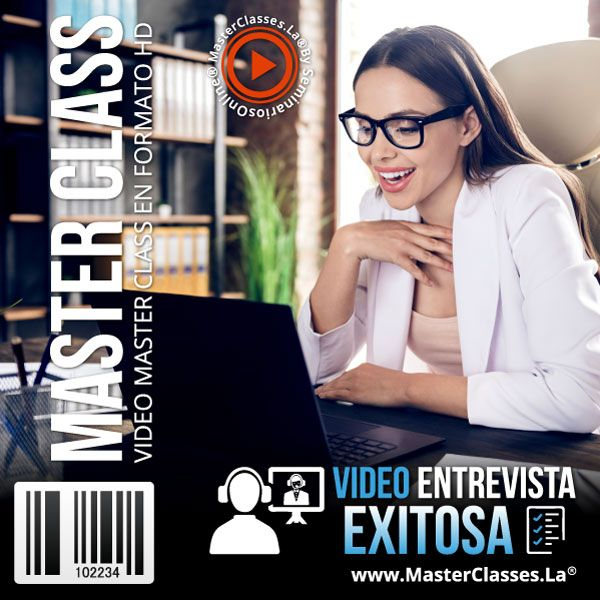 MASTER CLASS
VIDEO MASTER CLASS EN FORMATO HD
MasterClasses.La® By SeminariosOnline®
VIDEO ENTREVISTA
EXITOSA
www.MasterClasses.La®
102234